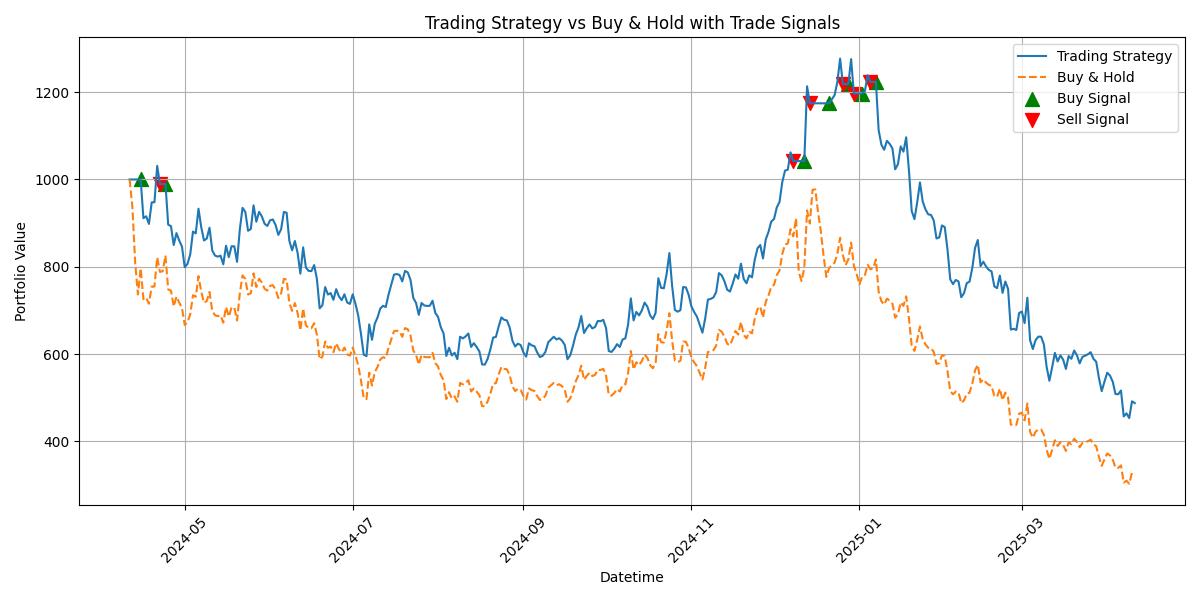 Trading Strategy vs Buy & Hold with Trade Signals
Trading Strategy
Buy & Hold
Buy Signal
Sell Signal
Portfolio Value
1200
1000
800
600
400
2024-05
2024-07
2024-09
2024-11
2025-01
2025-03
Datetime